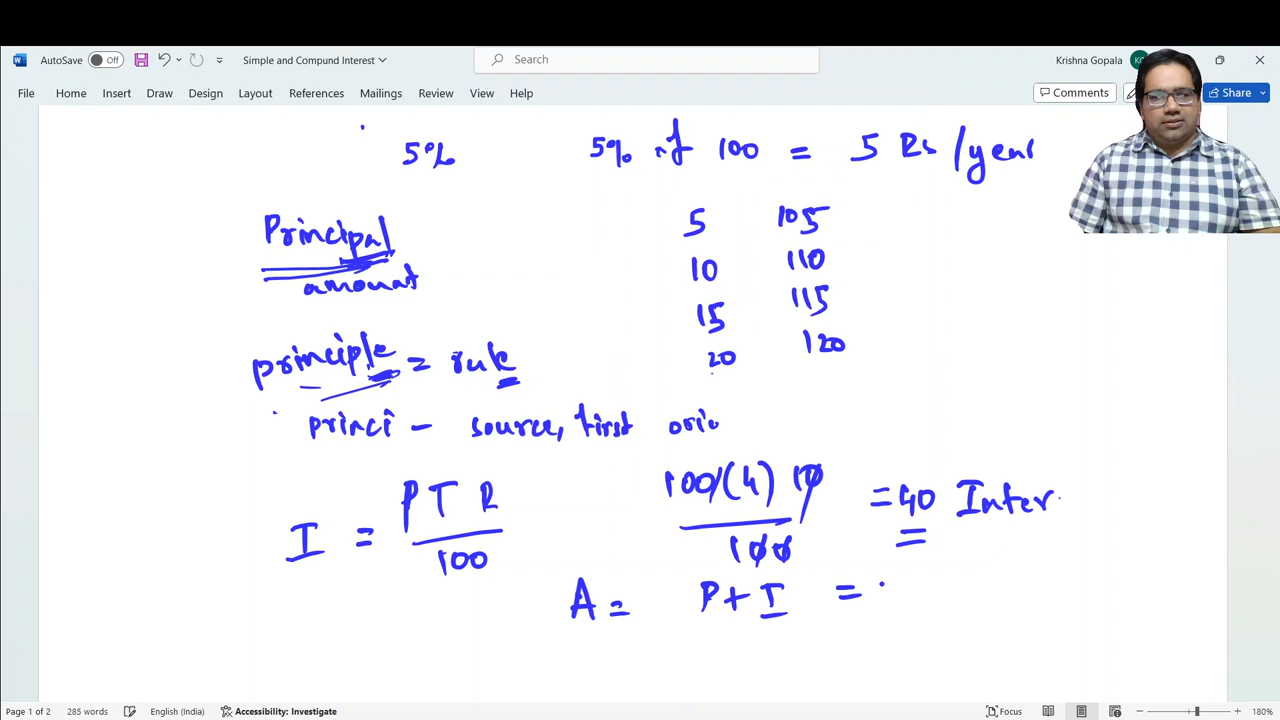 AutoSave Off Simple and Compund Interest Search Krishna Gopala
File Home Insert Draw Design Layout References Mailings Review View Help Comments Share
5% 5% of 100 = 5 Rs /year
Principal
amount
5 105
10 110
15 115
20 120
principle = rule
princi - source, first oric
I = P T R / 100
100 (4) 10 / 100 = 40 Inter
A = P + I =
Page 1 of 2 285 words English (India) Accessibility: Investigate Focus 180%